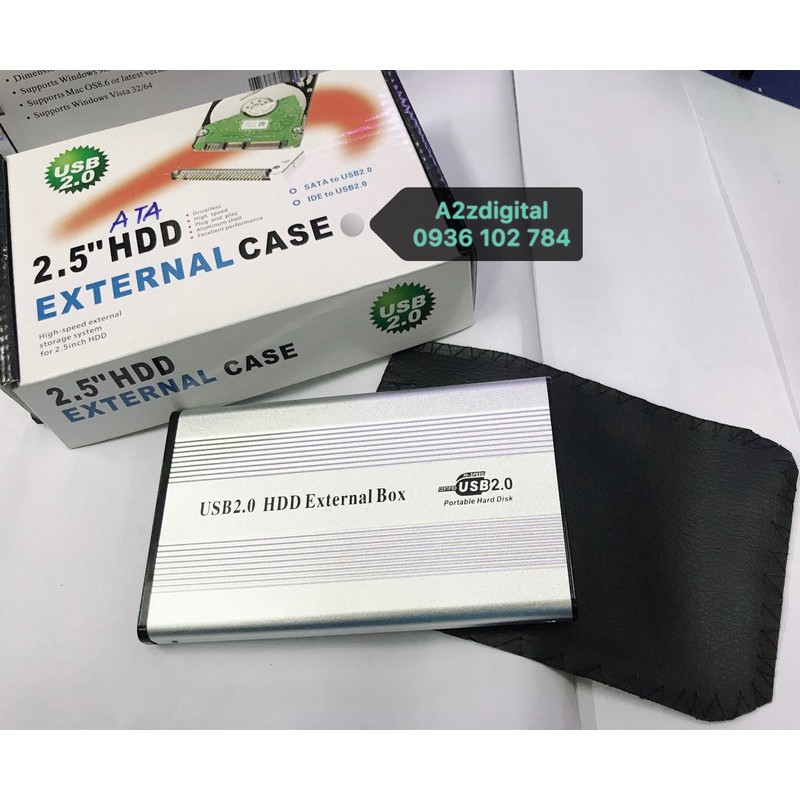 • Supports Mac OS8.6 or latest
• Supports Windows Vista 32/64
USB
2.0
ATA
2.5" HDD
EXTERNAL CASE
• Driverless
• High speed
• Plug and play
• Aluminum shell
• Excellent performance
SATA to USB2.0
IDE to USB2.0
High-speed external
storage system
for 2.5inch HDD
A2zdigital
0936 102 784
USB
2.0
2.5" HDD
EXTERNAL CASE
USB2.0 HDD External Box
HI-SPEED
CERTIFIED
USB2.0
Portable Hard Disk